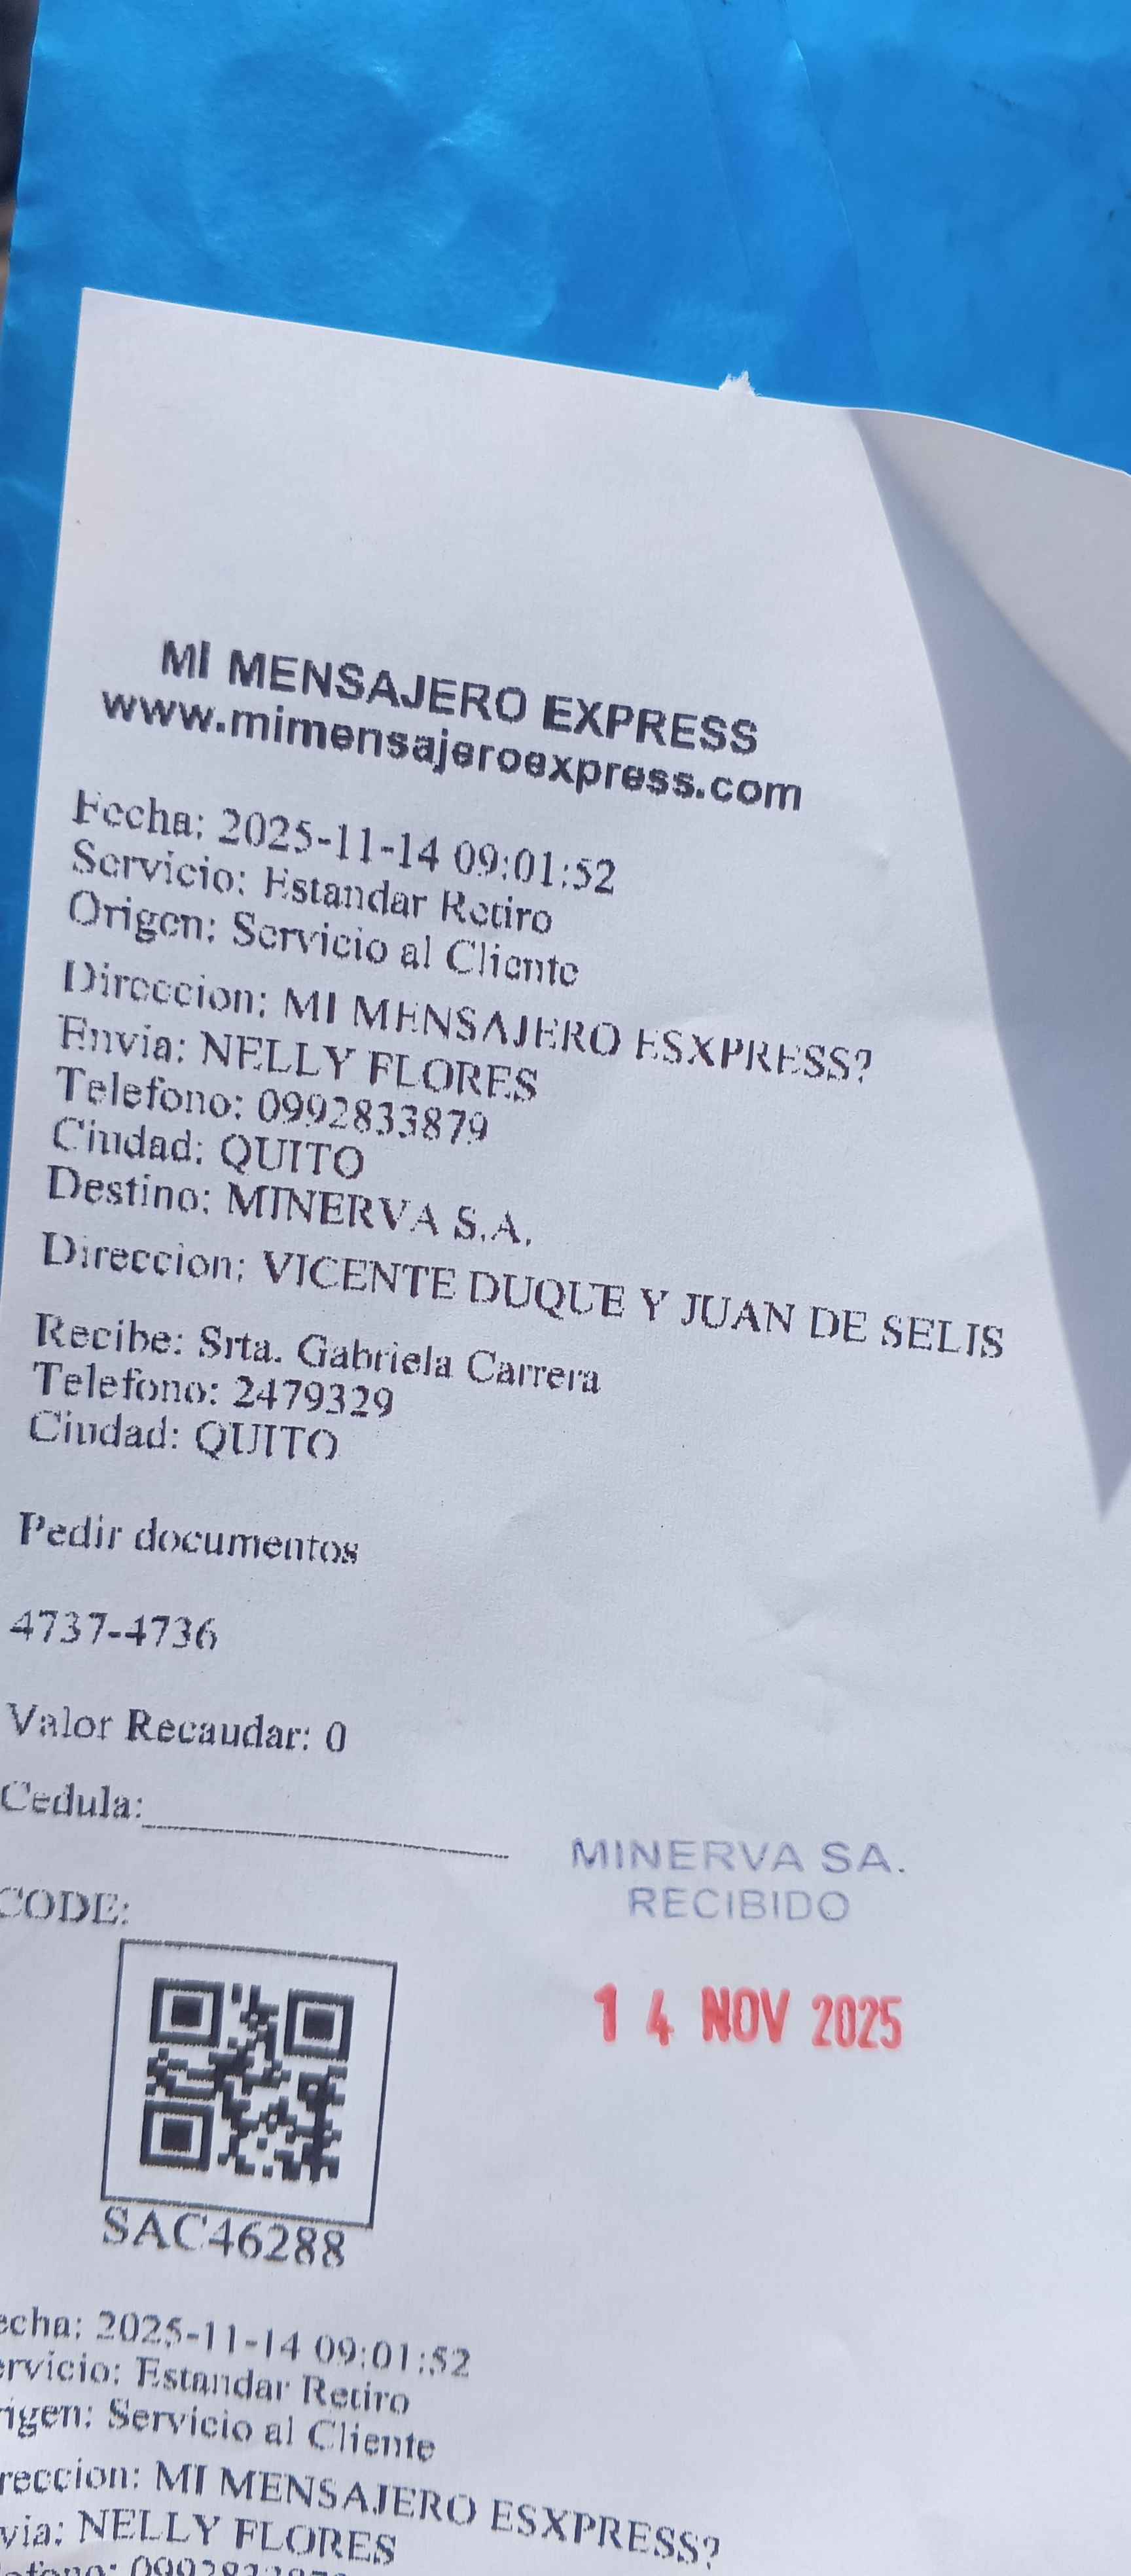 MI MENSAJERO EXPRESS
www.mimensajeroexpress.com
Fecha: 2025-11-14 09:01:52
Servicio: Estandar Retiro
Origen: Servicio al Cliente
Direccion: MI MENSAJERO ESXPRESS?
Envia: NELLY FLORES
Telefono: 0992833879
Ciudad: QUITO
Destino: MINERVA S.A.
Direccion: VICENTE DUQUE Y JUAN DE SELIS
Recibe: Srta. Gabriela Carrera
Telefono: 2479329
Ciudad: QUITO
Pedir documentos
4737-4736
Valor Recaudar: 0
Cedula:
MINERVA SA.
RECIBIDO
CODE:
14 NOV 2025
SAC46288
echa: 2025-11-14 09:01:52
ervicio: Estandar Retiro
rigen: Servicio al Cliente
reccion: MI MENSAJERO ESXPRESS?
via: NELLY FLORES